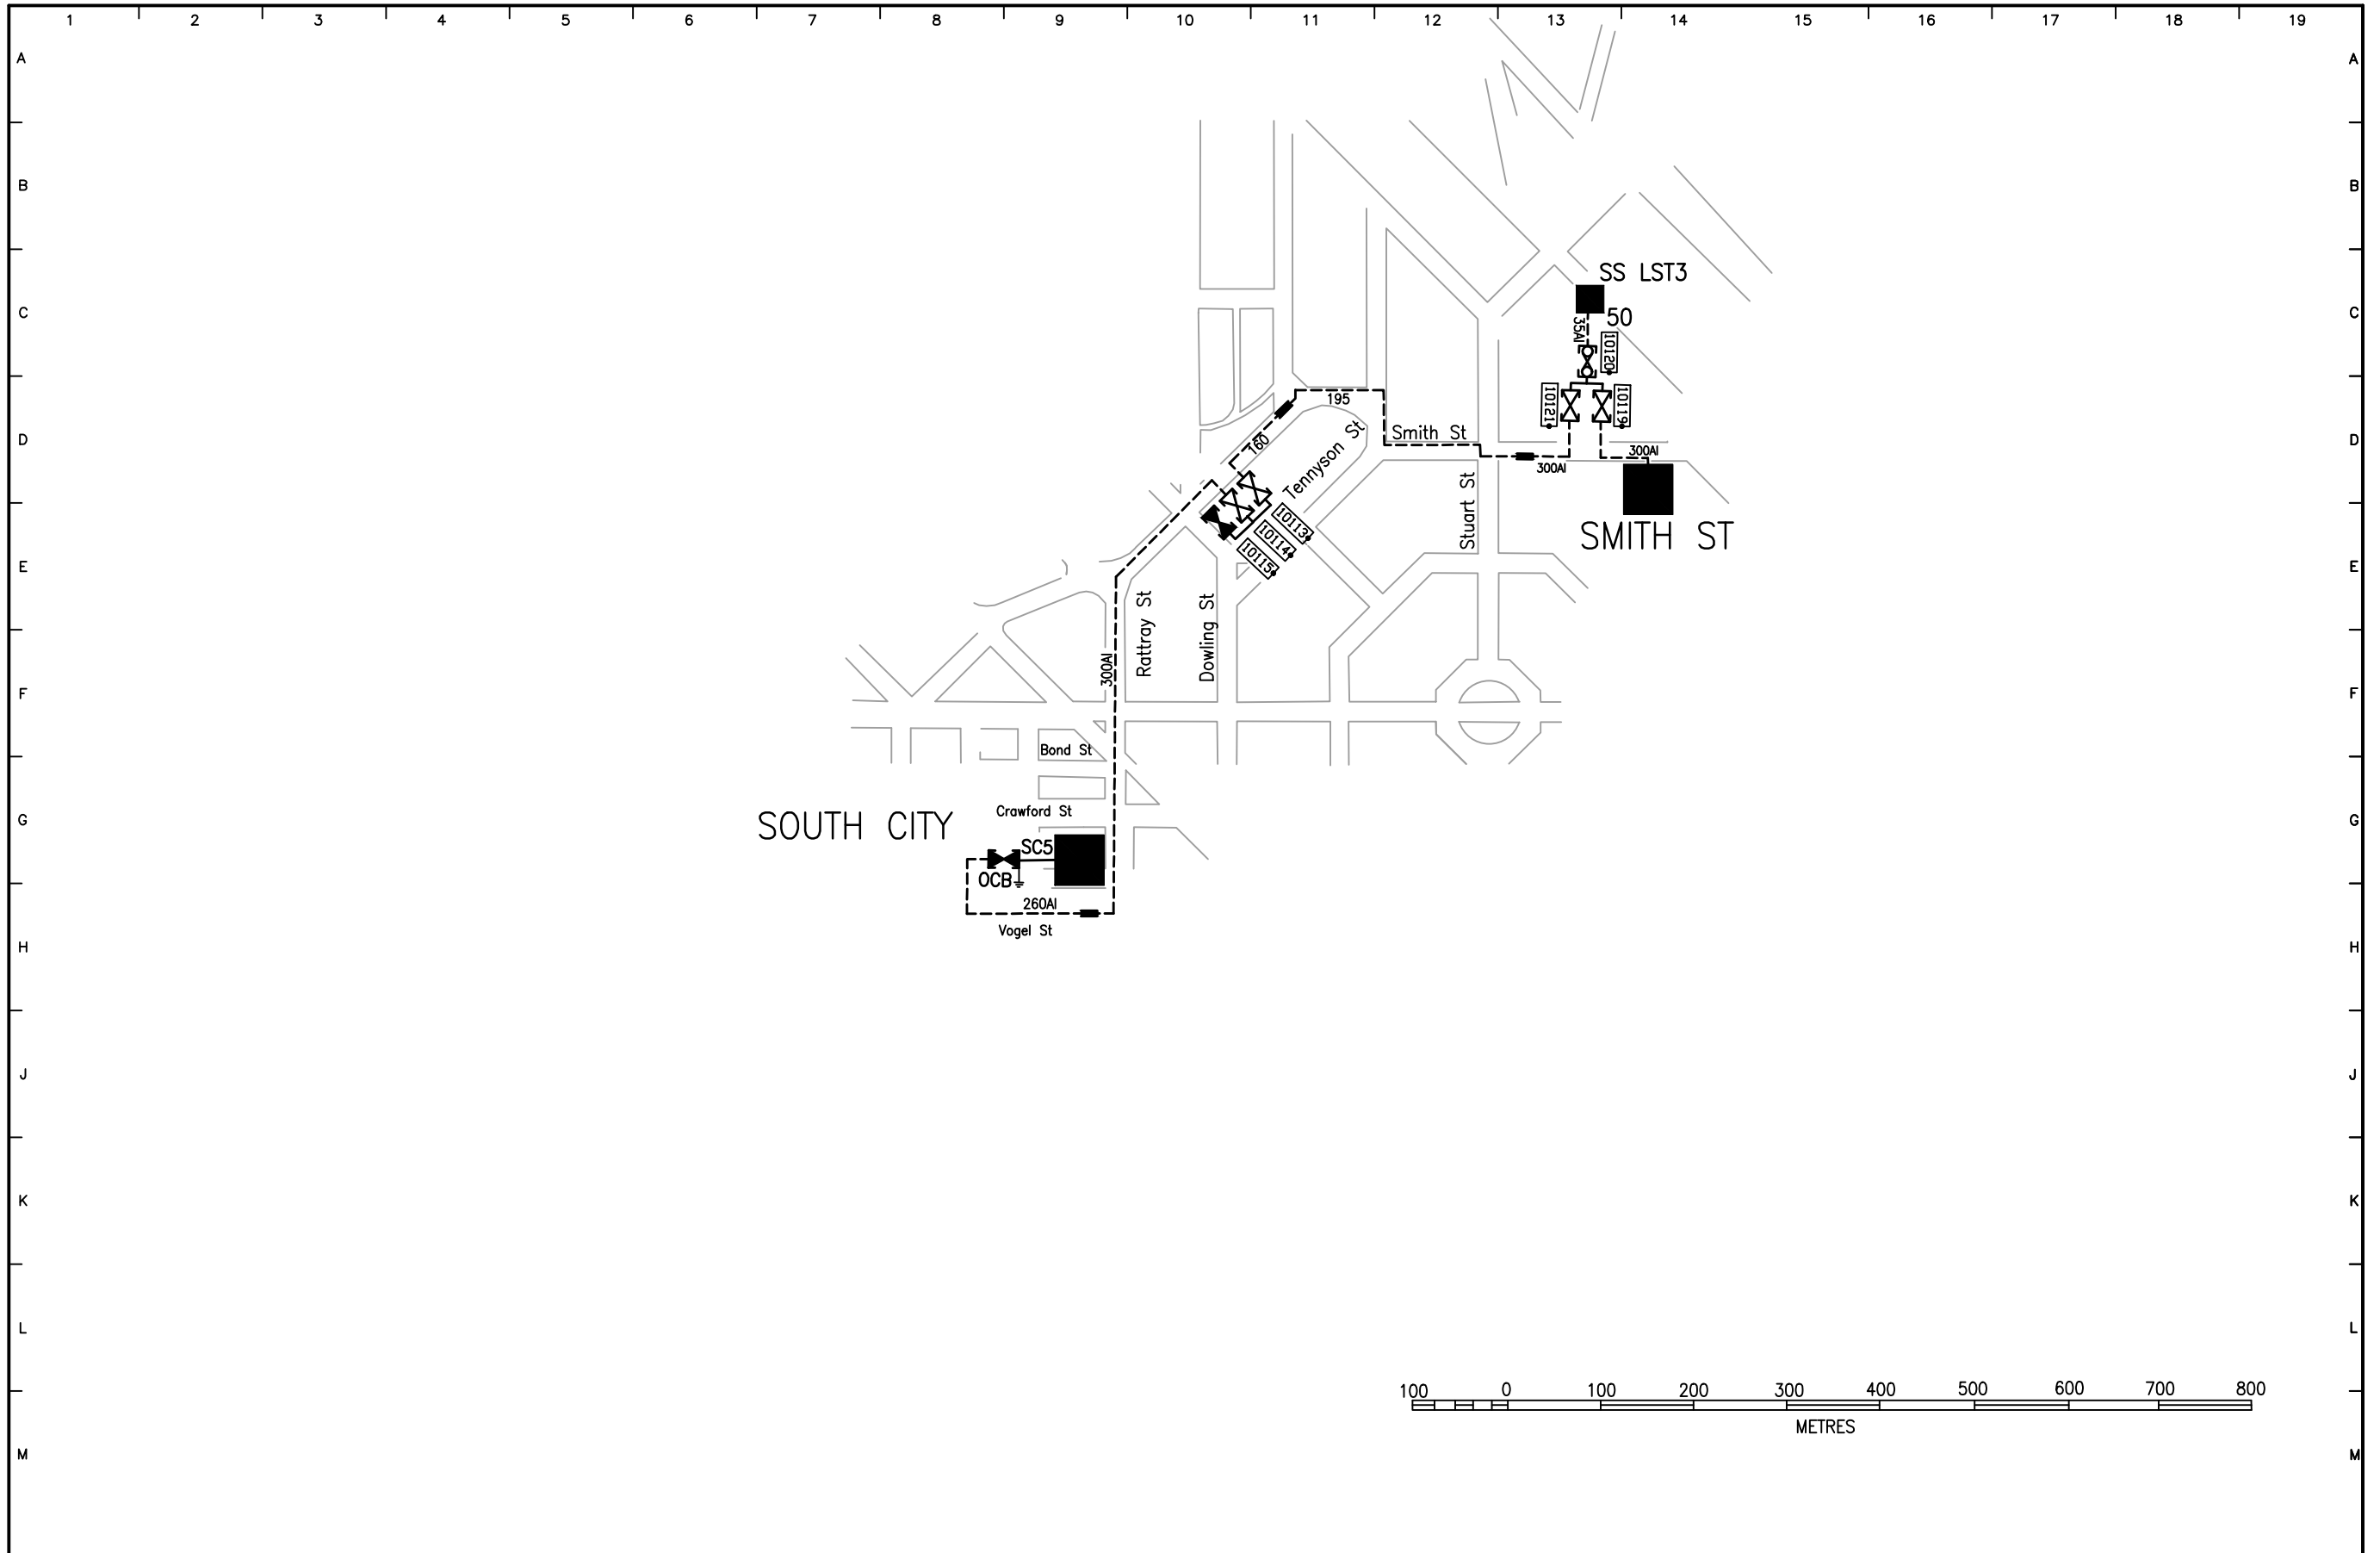 1 2 3 4 5 6 7 8 9 10 11 12 13 14 15 16 17 18 19
A A
B B
SS LST3
C C
50
35Al
10120
10121
10119
195
D D
Smith St
160
300Al
300Al
Tennyson St
Stuart St
10113
10114
10115
SMITH ST
E E
Rattray St
Dowling St
300Al
F F
Bond St
Crawford St
SOUTH CITY
G G
SC5
OCB
260Al
Vogel St
H H
J J
K K
L L
100 0 100 200 300 400 500 600 700 800
METRES
M M